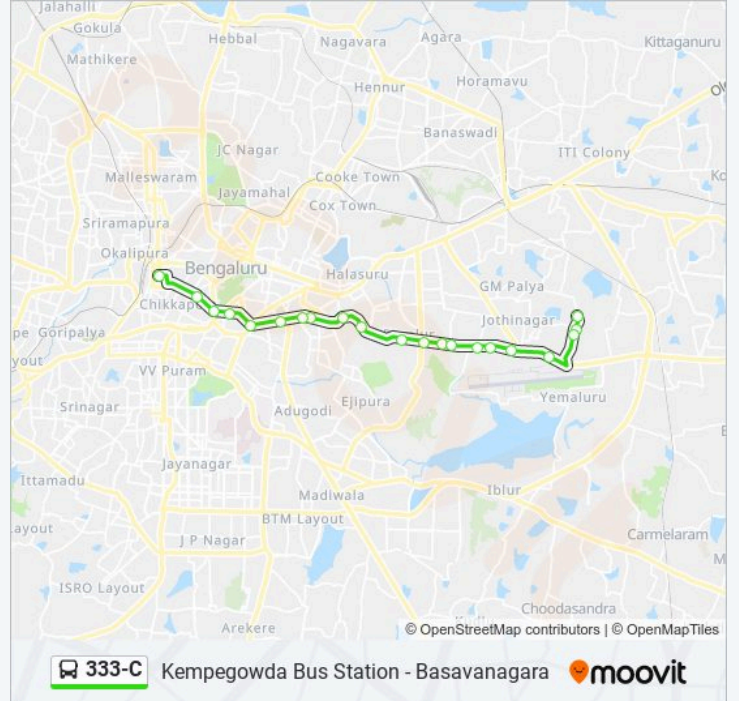 Jalahalli
Gokula
Hebbal
Nagavara
Agara
Kittaganuru
Mathikere
Hennur
Horamavu
Banaswadi
JC Nagar
ITI Colony
Malleswaram
Cooke Town
Jayamahal
Cox Town
Sriramapura
Okalipura
Bengaluru
Halasuru
GM Palya
Chikkap
Jothinagar
Goripalya
VV Puram
Yemaluru
Ejipura
Srinagar
Adugodi
Jayanagar
Ittamadu
Iblur
Madiwala
BTM Layout
ayout
Carmelaram
J P Nagar
ISRO Layout
Choodasandra
Arekere
© OpenStreetMap contributors | © OpenMapTiles
333-C Kempegowda Bus Station - Basavanagara moovit